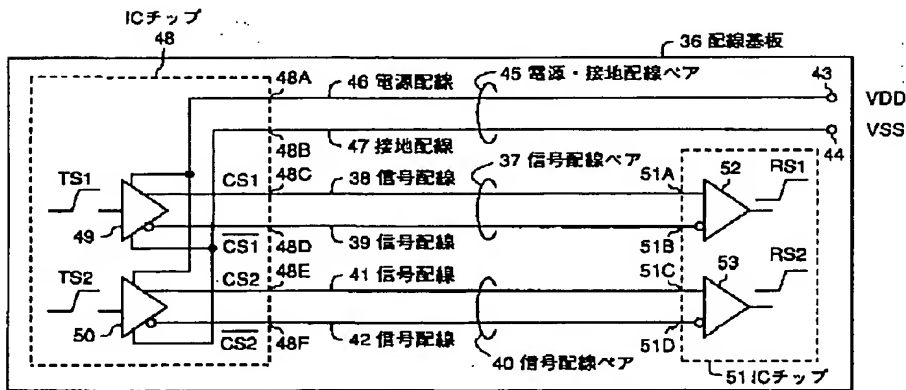 ICチップ
48
36 配線基板
48A
46 電源配線
45 電源・接地配線ペア
43
VDD
48B
47 接地配線
44
VSS
TS1
49
CS1
48C
38 信号配線
37 信号配線ペア
51A
52
RS1
CS1
48D
39 信号配線
51B
TS2
50
CS2
48E
41 信号配線
51C
53
RS2
CS2
48F
42 信号配線
51D
40 信号配線ペア
51 ICチップ